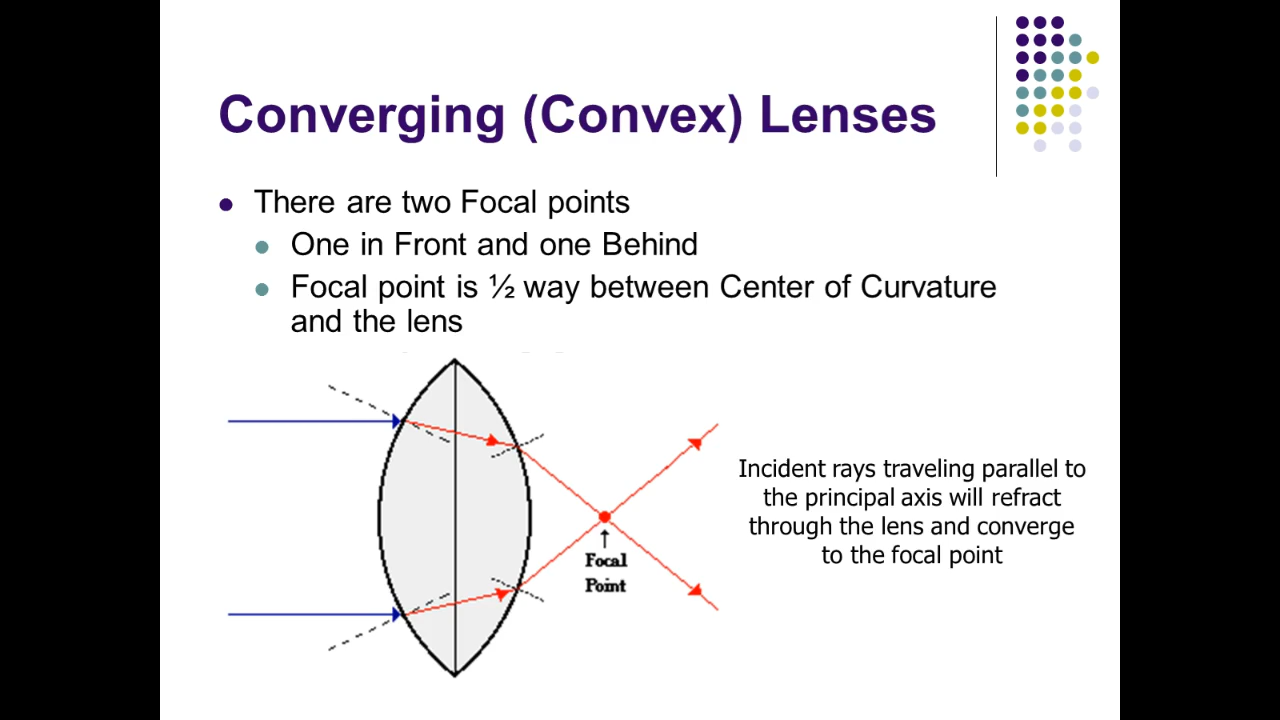 Converging (Convex) Lenses
There are two Focal points
One in Front and one Behind
Focal point is ½ way between Center of Curvature
and the lens
Incident rays traveling parallel to
the principal axis will refract
through the lens and converge
to the focal point
Focal
Point